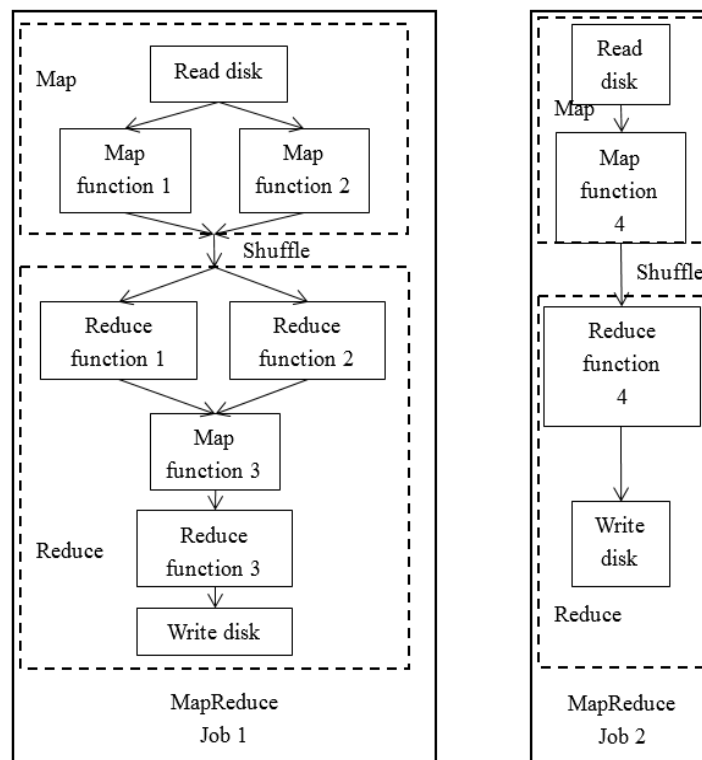 Map
Read disk
Map
function 1
Map
function 2
Shuffle
Reduce
function 1
Reduce
function 2
Map
function 3
Reduce
Reduce
function 3
Write disk
MapReduce
Job 1
Read
disk
Map
Map
function
4
Shuffle
Reduce
function
4
Write
disk
Reduce
MapReduce
Job 2